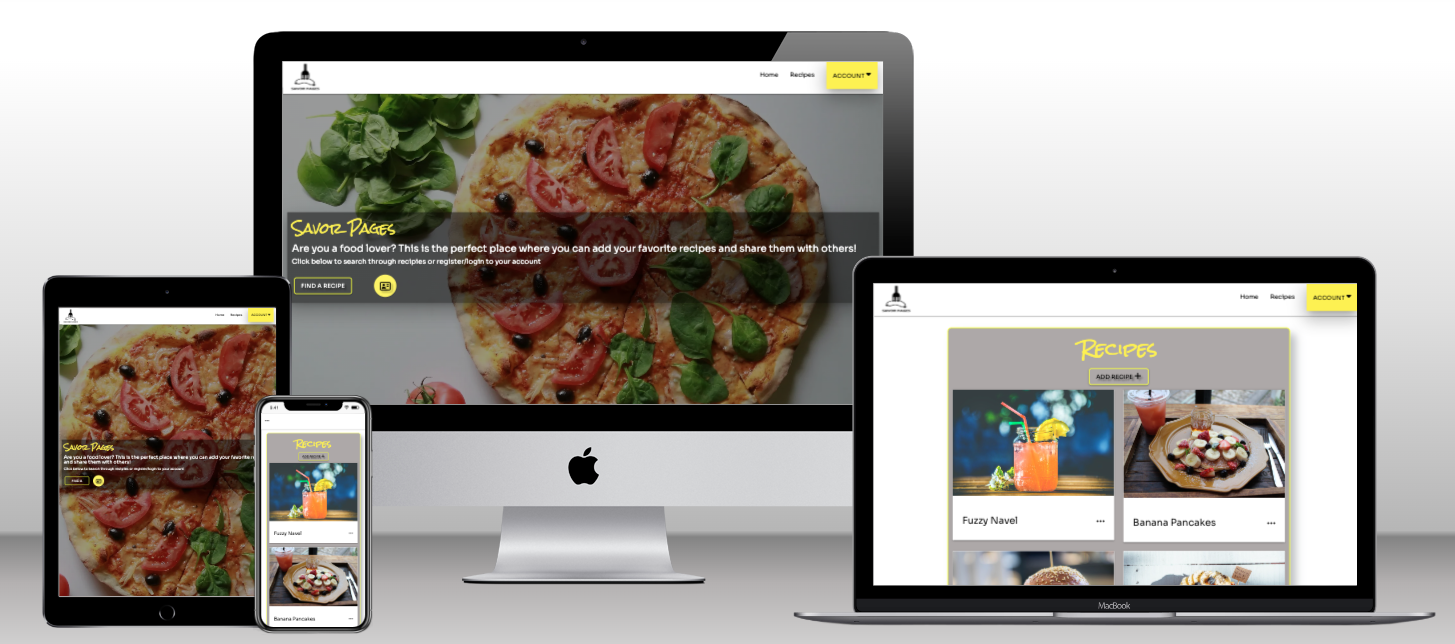 Home Recipes ACCOUNT
SAVOR PAGES
Are you a food lover? This is the perfect place where you can add your favorite recipes and share them with others!
Click below to search through recipies or register/login to your account
FIND A RECIPE
Home Recipes ACCOUNT
SAVOR PAGES
Are you a food lover? This is the perfect place where you can add your favorite
and share them with others!
Click below to search through recipies or register/login to your account
FIND A
5:41
RECIPES
ADD RECIPE
Fuzzy Navel
Banana Pancakes
Home Recipes ACCOUNT
RECIPES
ADD RECIPE
Fuzzy Navel
Banana Pancakes
MacBook